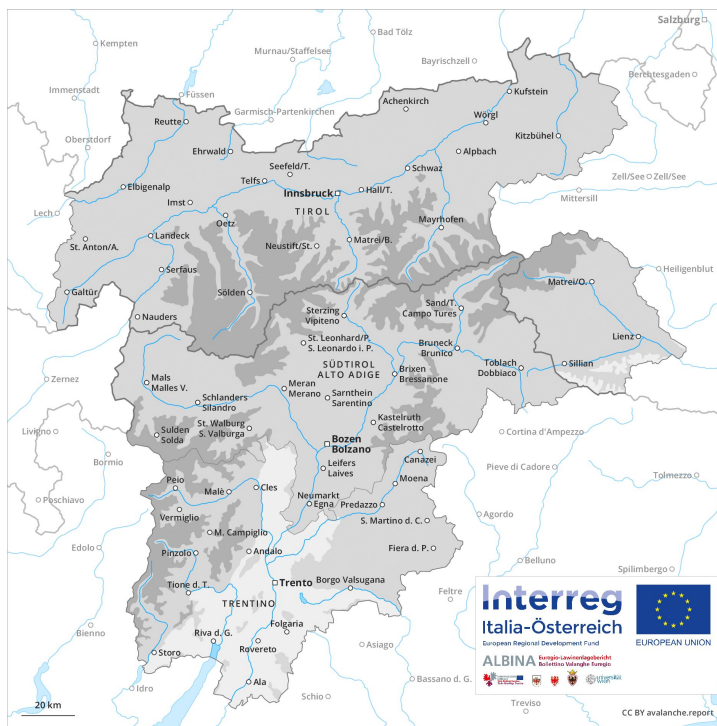 Salzburg
Kempten
Bad Tölz
Murnau/Staffelsee
Bayrischzell
Berchtesgaden
Immenstadt
Füssen
Garmisch-Partenkirchen
Achenkirch
Kufstein
Reutte
Wörgl
Oberstdorf
Kitzbühel
Ehrwald
Alpbach
Seefeld/T.
Schwaz
Telfs
Zell/See
Zell/See
Elbigenalp
Innsbruck
Hall/T.
Mittersill
Imst
TIROL
Lech
Oetz
Mayrhofen
St. Anton/A.
Landeck
Neustift/St.
Matrei/B.
Serfaus
Heiligenblut
Matrei/O.
Galtür
Sölden
Nauders
Sterzing
Vipiteno
Sand/T.
Campo Tures
St. Leonhard/P.
S. Leonardo i. P.
Lienz
Bruneck
Brunico
SÜDTIROL
ALTO ADIGE
Toblach
Dobbiaco
Sillian
Brixen
Bressanone
Zernez
Mals
Malles V.
Meran
Merano
Schlanders
Silandro
Sarnthein
Sarentino
Kastelruth
Castelrotto
St. Walburg
S. Valburga
Livigno
Sulden
Solda
Cortina d'Ampezzo
Bozen
Bolzano
Bormio
Canazei
Leifers
Laives
Pieve di Cadore
Tolmezzo
Peio
Malè
Cles
Moena
Poschiavo
Neumarkt
Egna
Predazzo
Vermiglio
Agordo
S. Martino d. C.
M. Campiglio
Edolo
Pinzolo
Andalo
Fiera d. P.
Belluno
Spilimbergo
Tione d. T.
Trento
Borgo Valsugana
Feltre
TRENTINO
Bienno
Folgaria
Riva d. G.
Rovereto
Asiago
Storo
Bassano d. G.
Ala
Idro
Schio
Treviso
20 km
Interreg
Italia-Österreich
European Regional Development Fund
EUROPEAN UNION
ALBINA
Euregio-Lawinenlagebericht
Bollettino Valanghe Euregio
universität
wien
CC BY avalanche.report